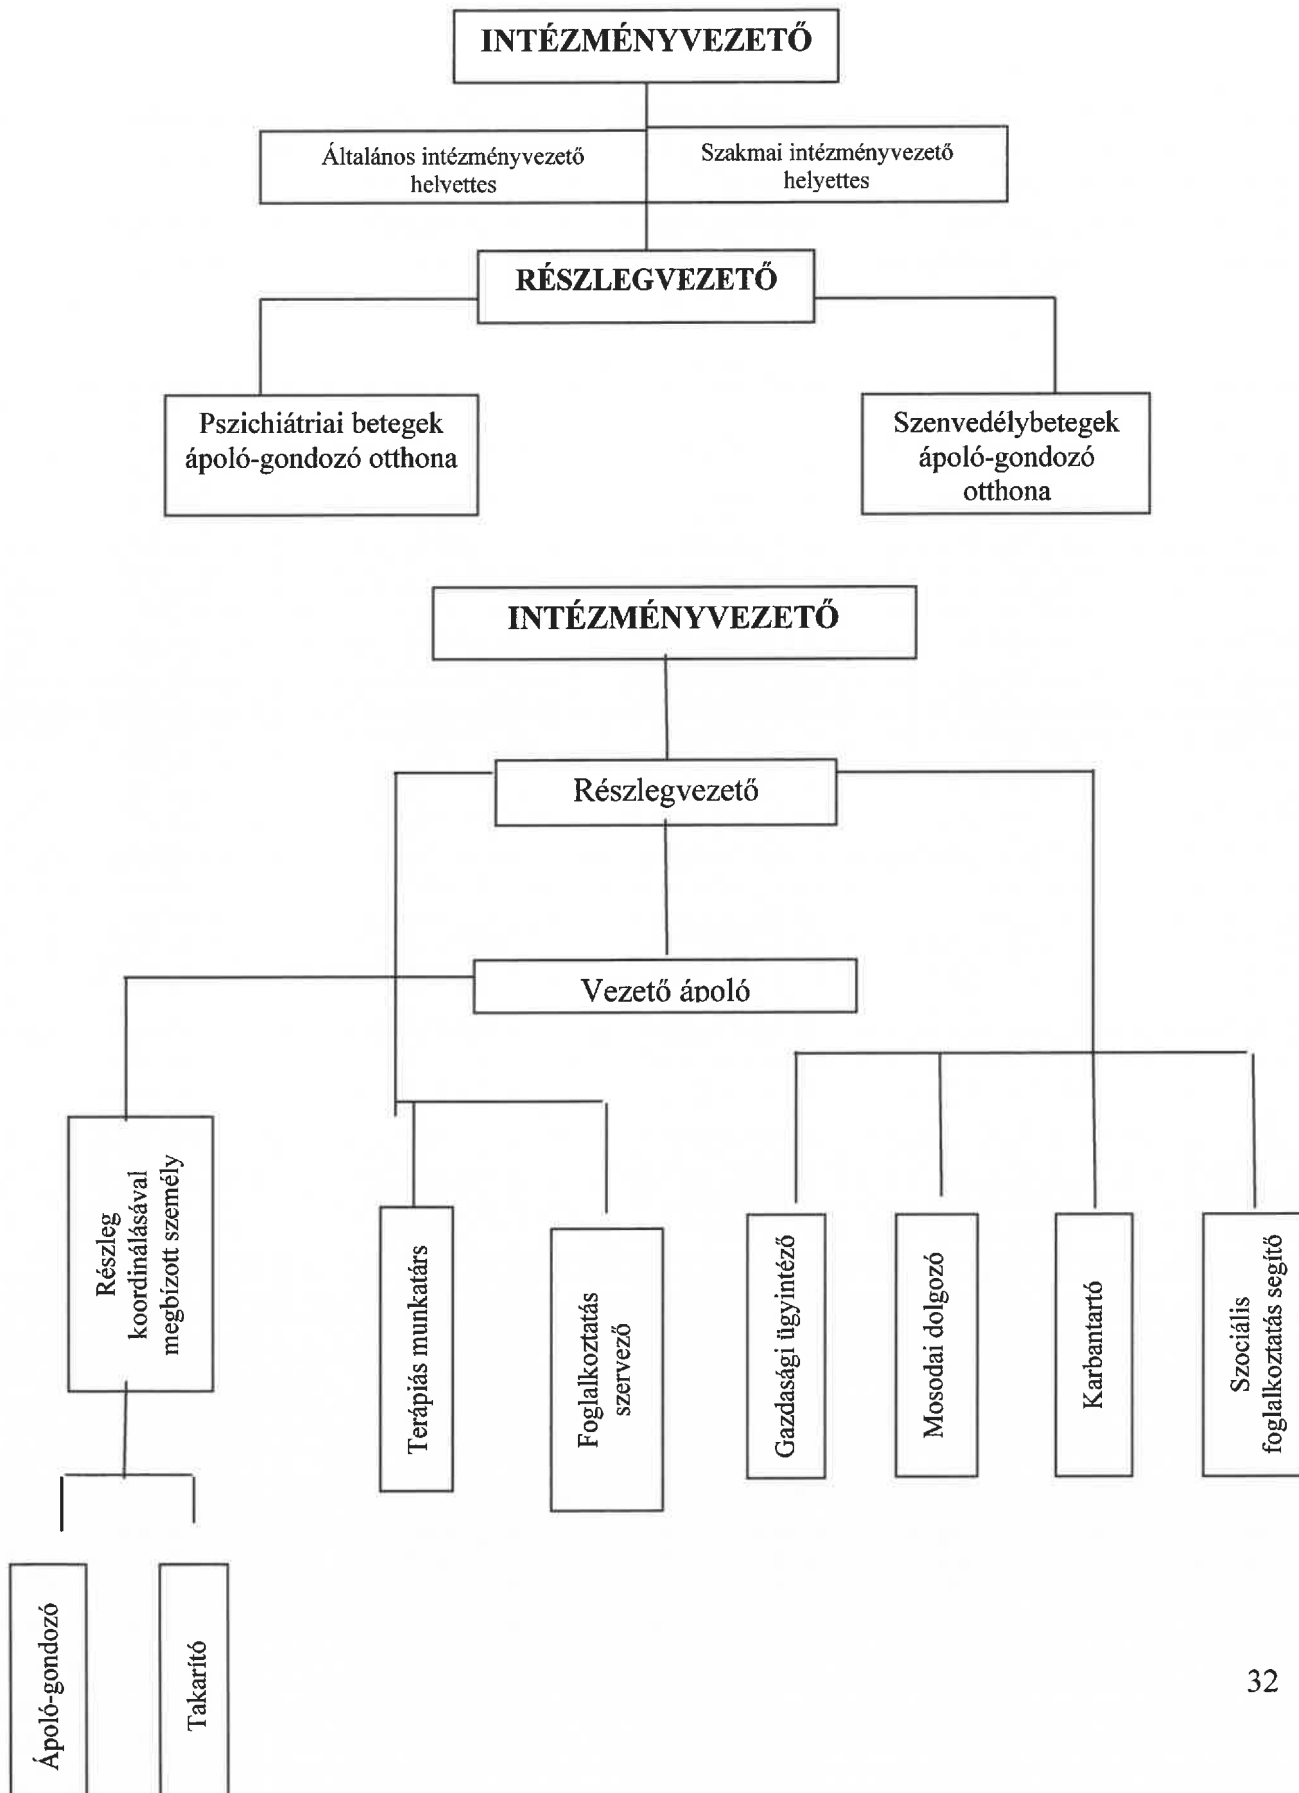 INTÉZMÉNYVEZETŐ
Általános intézményvezető
helyettes
Szakmai intézményvezető
helyettes
RÉSZLEGVEZETŐ
Pszichiátriai betegek
ápoló-gondozó otthona
Szenvedélybetegek
ápoló-gondozó
otthona
INTÉZMÉNYVEZETŐ
Részlegvezető
Vezető ápoló
Részleg
koordinálásával
megbízott személy
Terápiás munkatárs
Foglalkoztatás
szervező
Gazdasági ügyintéző
Mosodai dolgozó
Karbantartó
Szociális
foglalkoztatás segítő
Ápoló-gondozó
Takarító
32